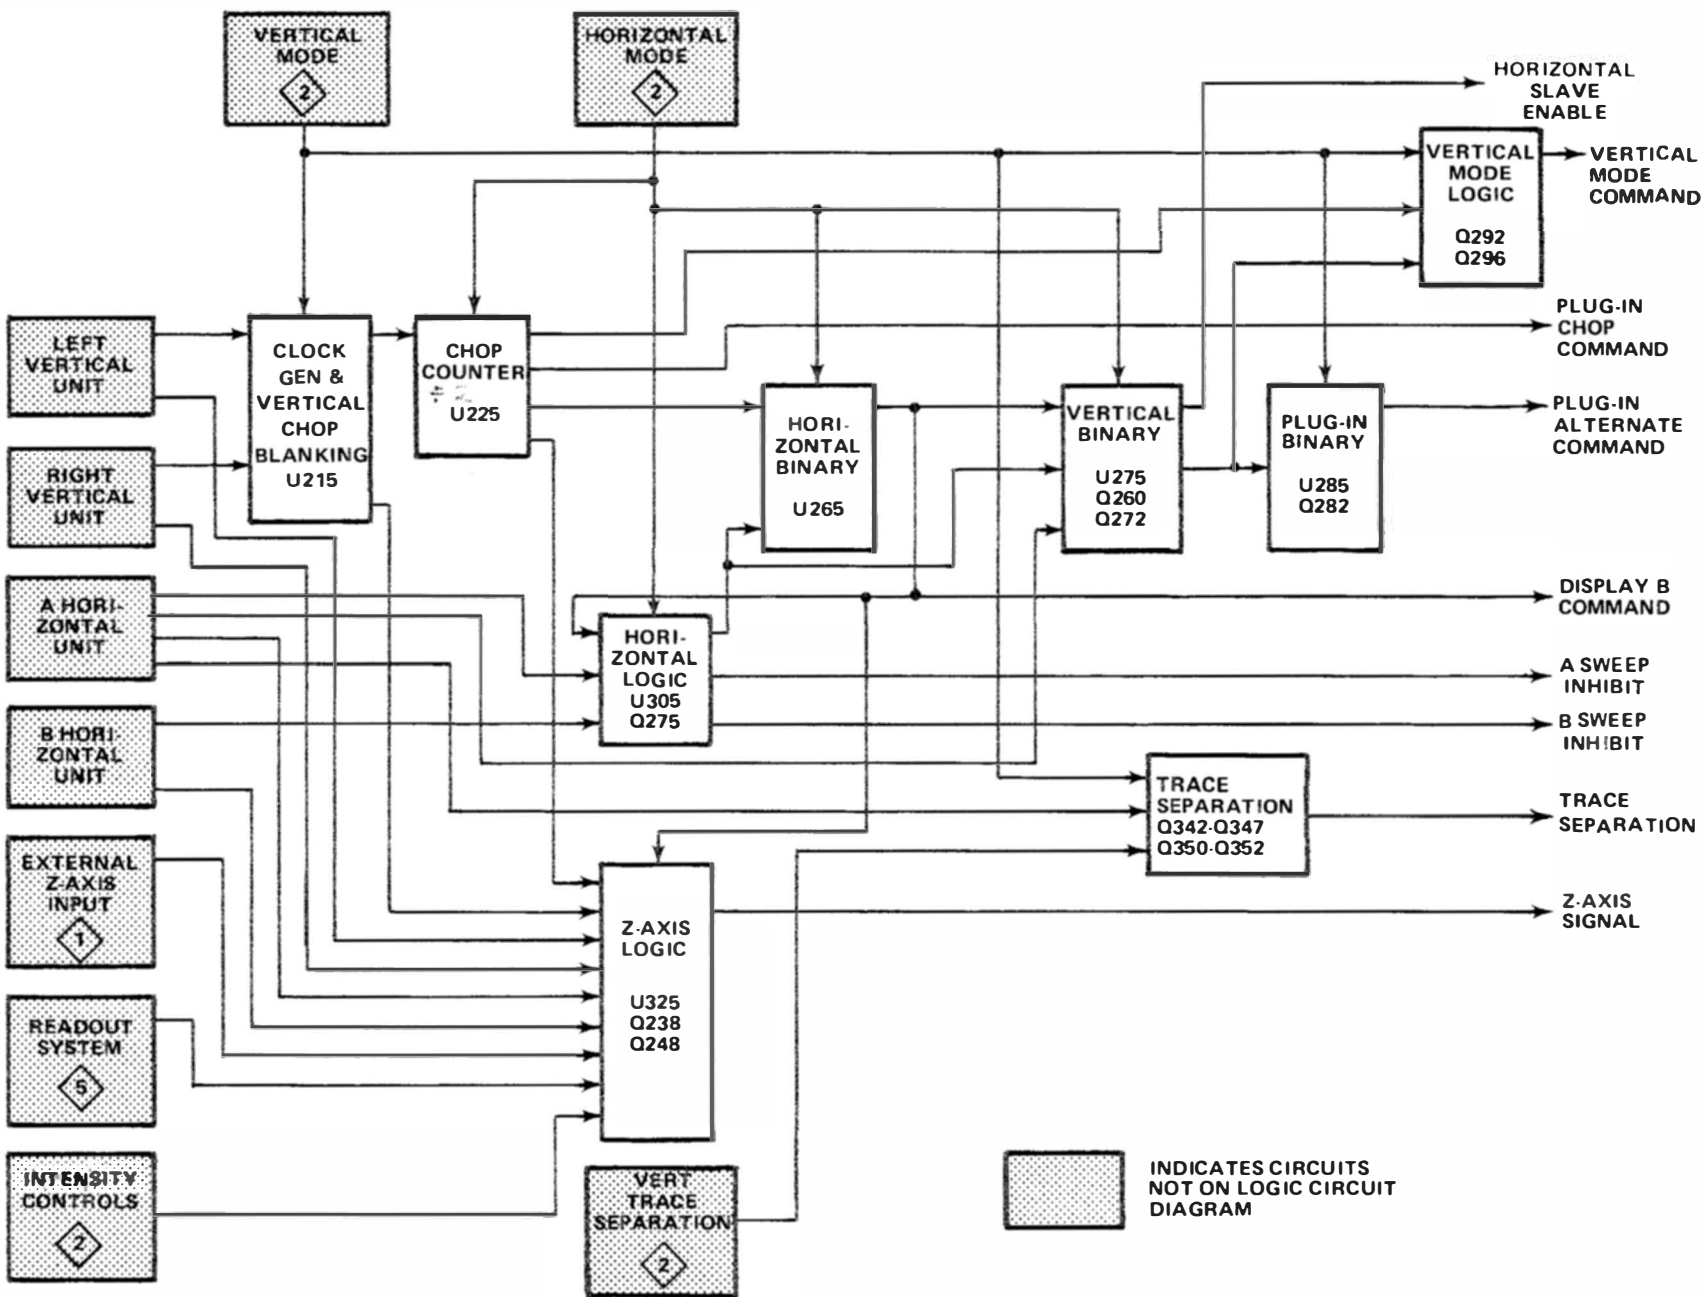 VERTICAL
MODE
2
HORIZONTAL
MODE
2
HORIZONTAL
SLAVE
ENABLE
VERTICAL
MODE
LOGIC
Q292
Q296
VERTICAL
MODE
COMMAND
LEFT
VERTICAL
UNIT
CLOCK
GEN &
VERTICAL
CHOP
BLANKING
U215
CHOP
COUNTER
U225
PLUG-IN
CHOP
COMMAND
RIGHT
VERTICAL
UNIT
HORI-
ZONTAL
BINARY
U265
VERTICAL
BINARY
U275
Q260
Q272
PLUG-IN
BINARY
U285
Q282
PLUG-IN
ALTERNATE
COMMAND
A HORI-
ZONTAL
UNIT
HORI-
ZONTAL
LOGIC
U305
Q275
DISPLAY B
COMMAND
A SWEEP
INHIBIT
B HORI-
ZONTAL
UNIT
B SWEEP
INHIBIT
TRACE
SEPARATION
Q342-Q347
Q350-Q352
TRACE
SEPARATION
EXTERNAL
Z-AXIS
INPUT
1
Z-AXIS
LOGIC
U325
Q238
Q248
Z-AXIS
SIGNAL
READOUT
SYSTEM
5
INTENSITY
CONTROLS
2
VERT
TRACE
SEPARATION
2
INDICATES CIRCUITS
NOT ON LOGIC CIRCUIT
DIAGRAM